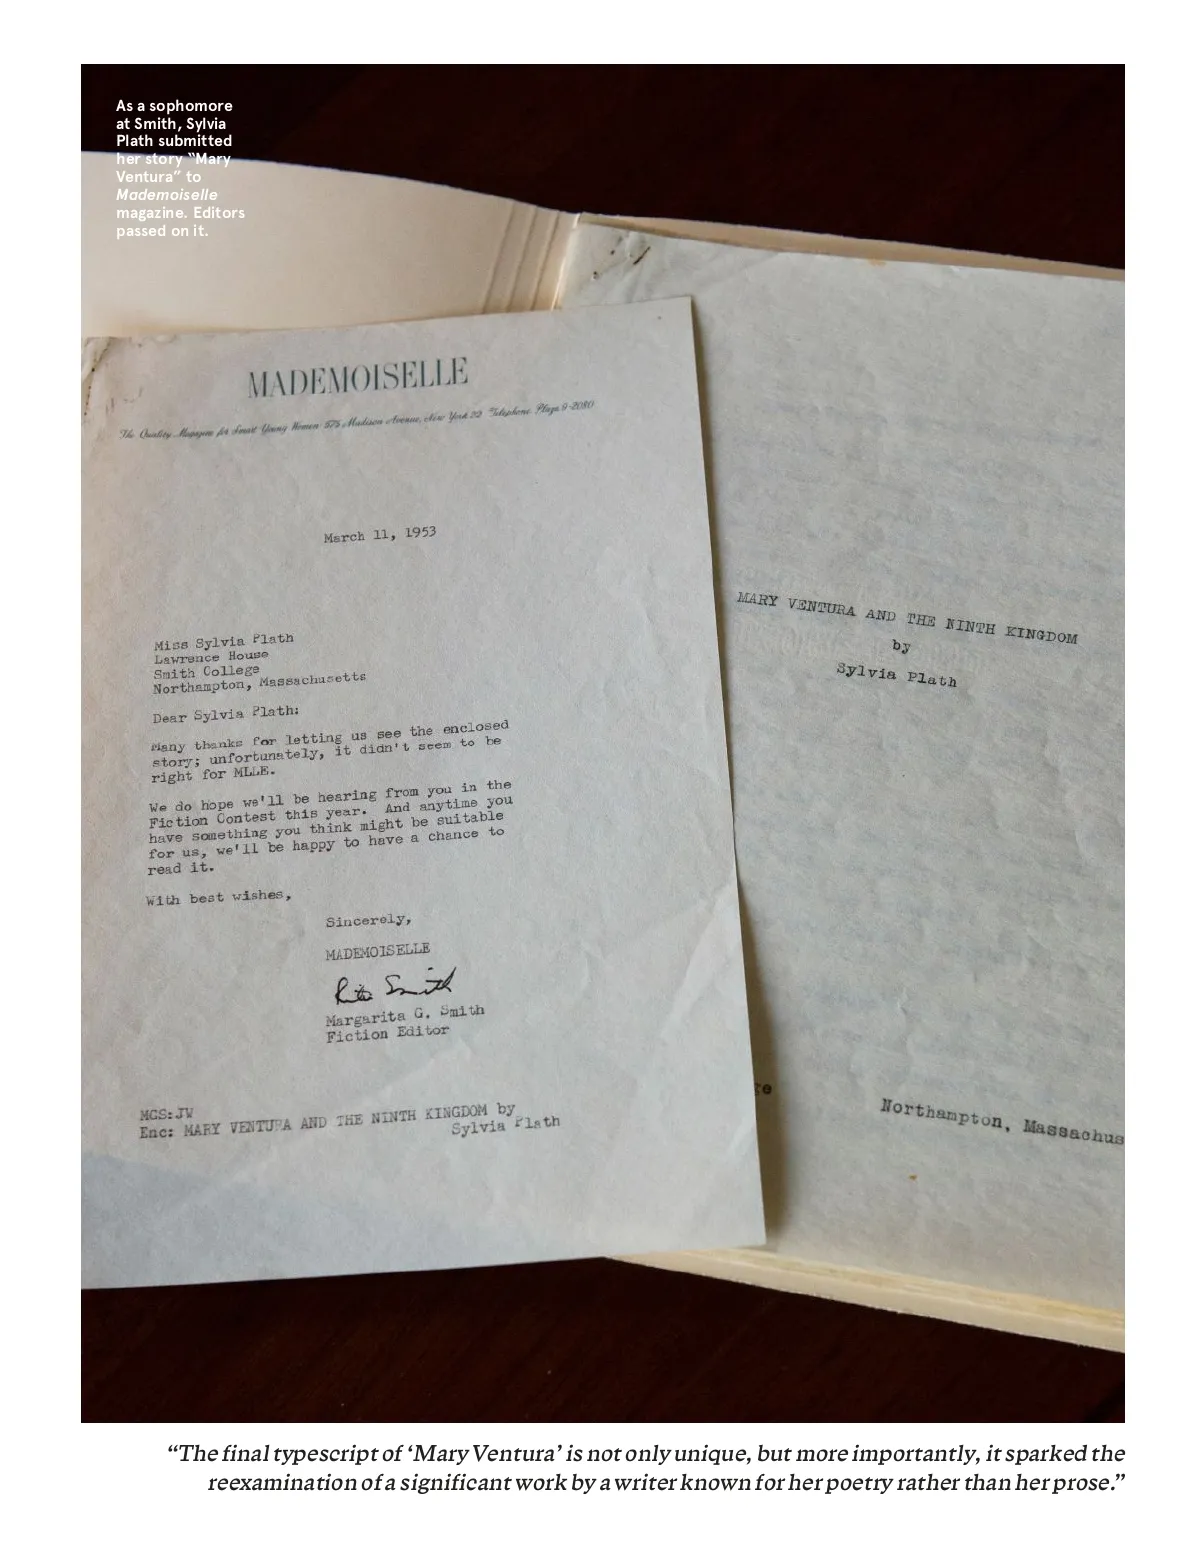 As a sophomore
at Smith, Sylvia
Plath submitted
her story “Mary
Ventura” to
Mademoiselle
magazine. Editors
passed on it.
MADEMOISELLE
The Quality Magazine for Smart Young Women · 575 Madison Avenue, New York 22 · Telephone Plaza 9-2080
March 11, 1953
Miss Sylvia Plath
Lawrence House
Smith College
Northampton, Massachusetts
Dear Sylvia Plath:
Many thanks for letting us see the enclosed
story; unfortunately, it didn't seem to be
right for MLLE.
We do hope we'll be hearing from you in the
Fiction Contest this year. And anytime you
have something you think might be suitable
for us, we'll be happy to have a chance to
read it.
With best wishes,
Sincerely,
MADEMOISELLE
Rita Smith
Margarita G. Smith
Fiction Editor
MGS:JW
Enc: MARY VENTURA AND THE NINTH KINGDOM by
Sylvia Plath
MARY VENTURA AND THE NINTH KINGDOM
by
Sylvia Plath
ge
Northampton, Massachus
“The final typescript of ‘Mary Ventura’ is not only unique, but more importantly, it sparked the
reexamination of a significant work by a writer known for her poetry rather than her prose.”